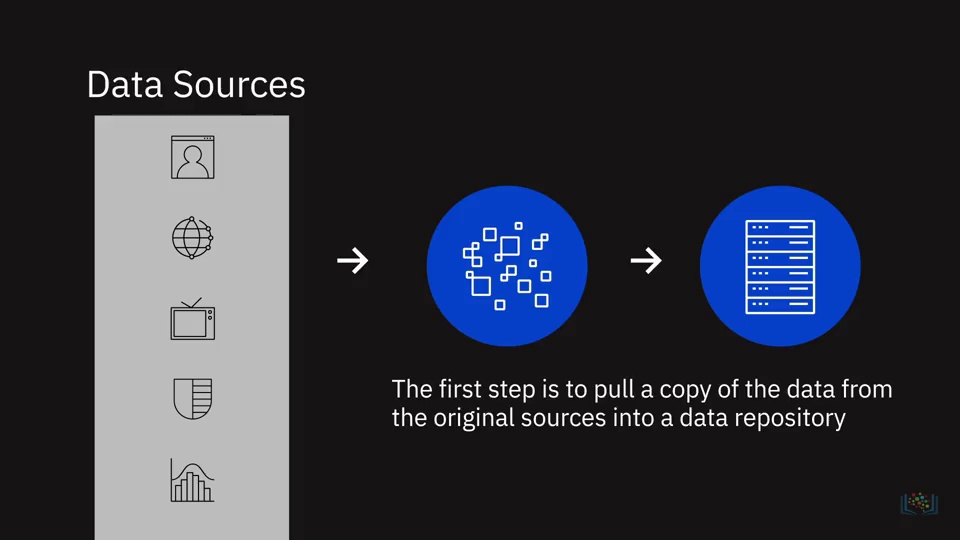 Data Sources
The first step is to pull a copy of the data from
the original sources into a data repository